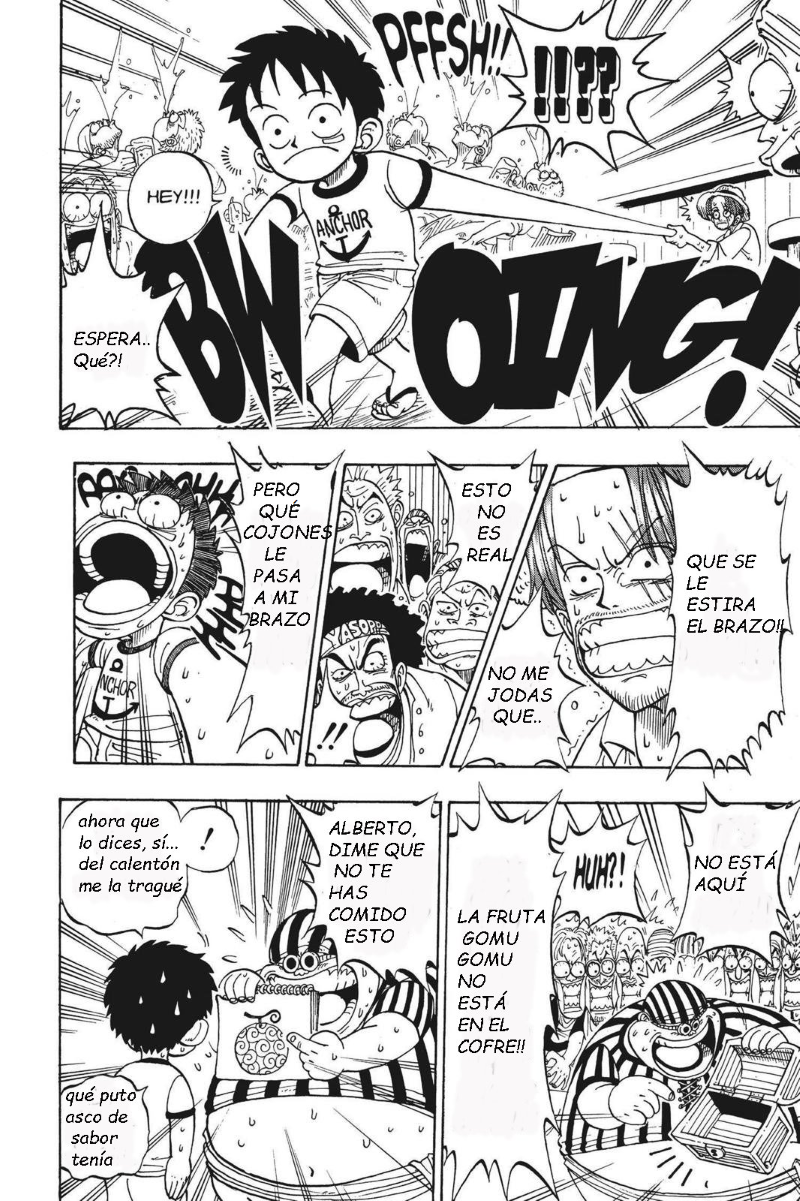 PFFSH!!
!!??
HEY!!!
ANCHOR
BWOING!
ESPERA..
Qué?!
PERO
QUÉ
COJONES
LE
PASA
A MI
BRAZO
ANCHOR
ESTO
NO
ES
REAL
YASOPP
!!
NO ME
JODAS
QUE..
QUE SE
LE
ESTIRA
EL BRAZO!!
ahora que
lo dices, sí...
del calentón
me la tragué
!
ALBERTO,
DIME QUE
NO TE
HAS
COMIDO
ESTO
qué puto
asco de
sabor
tenía
LA FRUTA
GOMU
GOMU
NO
ESTÁ
EN EL
COFRE!!
HUH?!
NO ESTÁ
AQUÍ